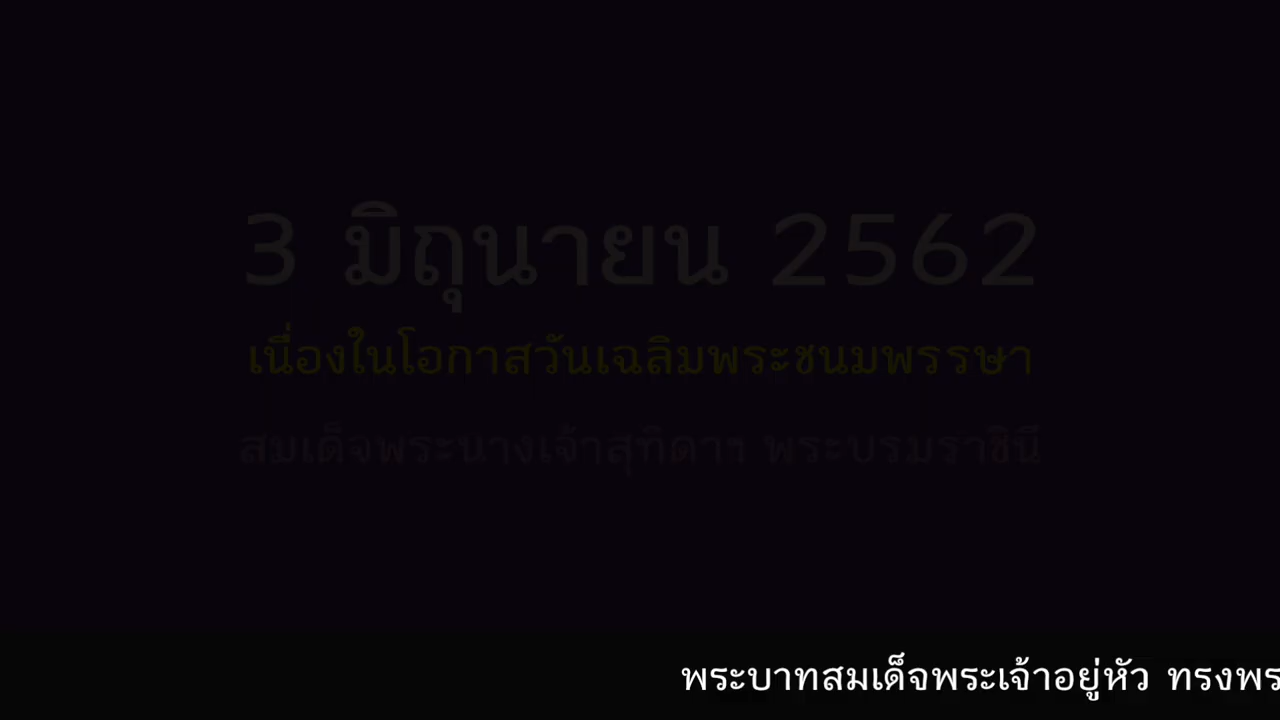 3 มิถุนายน 2562
เนื่องในโอกาสวันเฉลิมพระชนมพรรษา
สมเด็จพระนางเจ้าสุทิดาฯ พระบรมราชินี
พระบาทสมเด็จพระเจ้าอยู่หัว ทรงพร